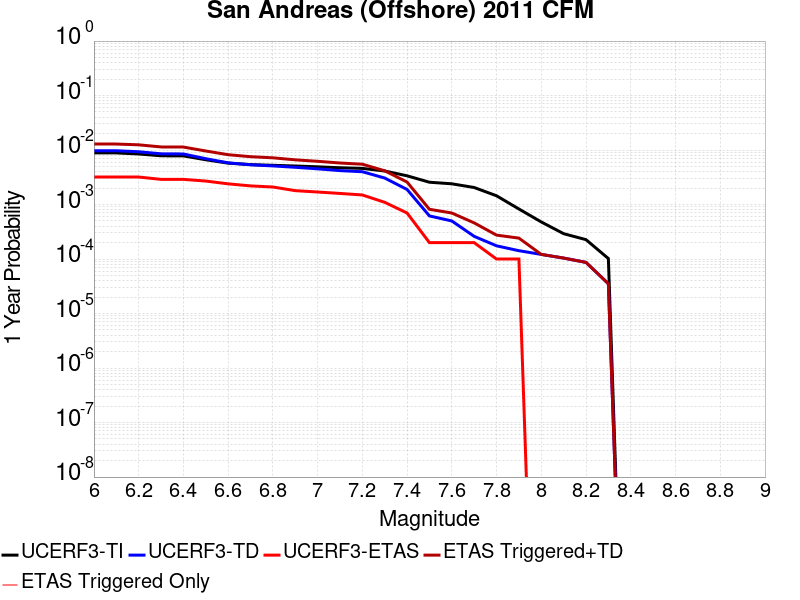 San Andreas (Offshore) 2011 CFM
10^0
10^-1
10^-2
10^-3
10^-4
10^-5
10^-6
10^-7
10^-8
1 Year Probability
6 6.2 6.4 6.6 6.8 7 7.2 7.4 7.6 7.8 8 8.2 8.4 8.6 8.8 9
Magnitude
UCERF3-TI UCERF3-TD UCERF3-ETAS ETAS Triggered+TD
ETAS Triggered Only